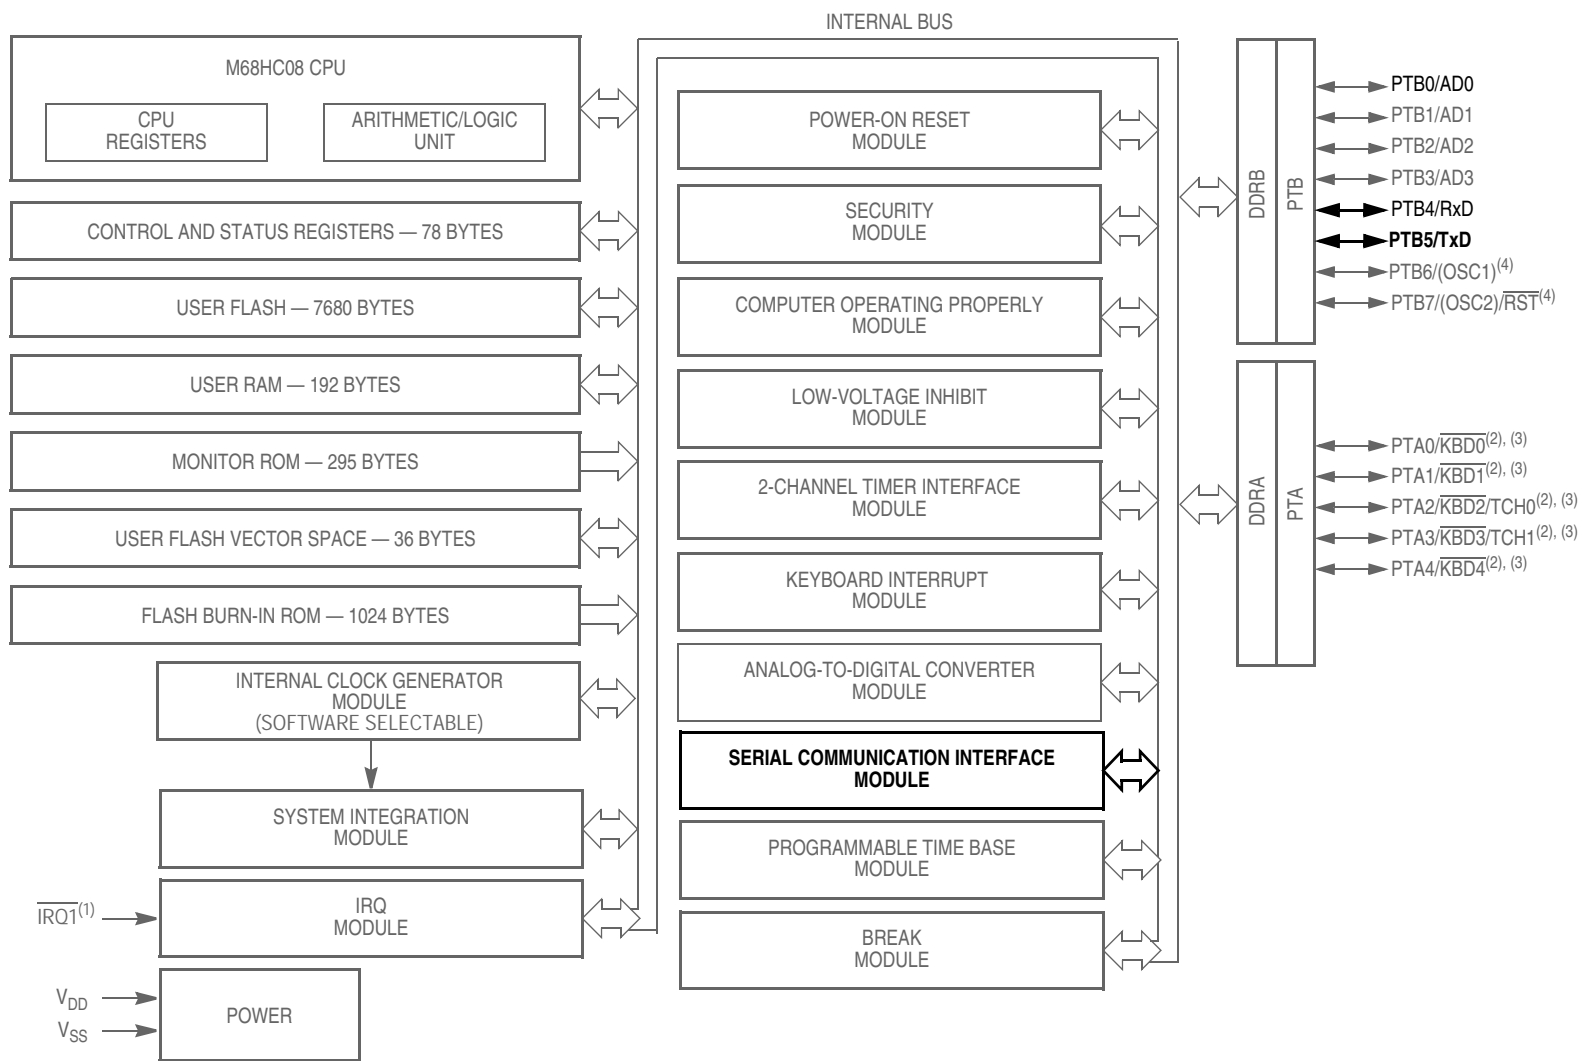 INTERNAL BUS
M68HC08 CPU
CPU
REGISTERS
ARITHMETIC/LOGIC
UNIT
CONTROL AND STATUS REGISTERS — 78 BYTES
USER FLASH — 7680 BYTES
USER RAM — 192 BYTES
MONITOR ROM — 295 BYTES
USER FLASH VECTOR SPACE — 36 BYTES
FLASH BURN-IN ROM — 1024 BYTES
INTERNAL CLOCK GENERATOR
MODULE
(SOFTWARE SELECTABLE)
SYSTEM INTEGRATION
MODULE
IRQ1(1)
IRQ
MODULE
VDD
VSS
POWER
POWER-ON RESET
MODULE
SECURITY
MODULE
COMPUTER OPERATING PROPERLY
MODULE
LOW-VOLTAGE INHIBIT
MODULE
2-CHANNEL TIMER INTERFACE
MODULE
KEYBOARD INTERRUPT
MODULE
ANALOG-TO-DIGITAL CONVERTER
MODULE
SERIAL COMMUNICATION INTERFACE
MODULE
PROGRAMMABLE TIME BASE
MODULE
BREAK
MODULE
DDRB
PTB
PTB0/AD0
PTB1/AD1
PTB2/AD2
PTB3/AD3
PTB4/RxD
PTB5/TxD
PTB6/(OSC1)(4)
PTB7/(OSC2)/RST(4)
DDRA
PTA
PTA0/KBD0(2), (3)
PTA1/KBD1(2), (3)
PTA2/KBD2/TCH0(2), (3)
PTA3/KBD3/TCH1(2), (3)
PTA4/KBD4(2), (3)